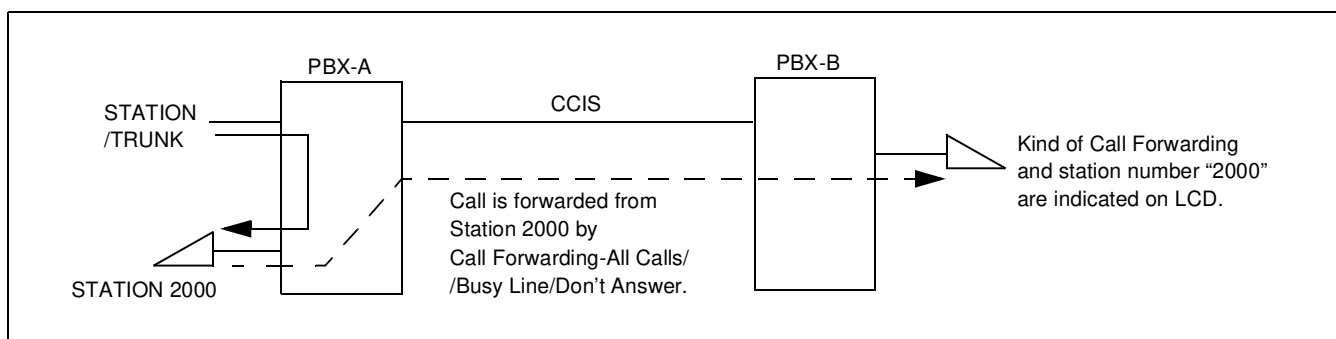 PBX-A
PBX-B
STATION
/TRUNK
CCIS
Kind of Call Forwarding
and station number “2000”
are indicated on LCD.
Call is forwarded from
Station 2000 by
Call Forwarding-All Calls/
/Busy Line/Don’t Answer.
STATION 2000